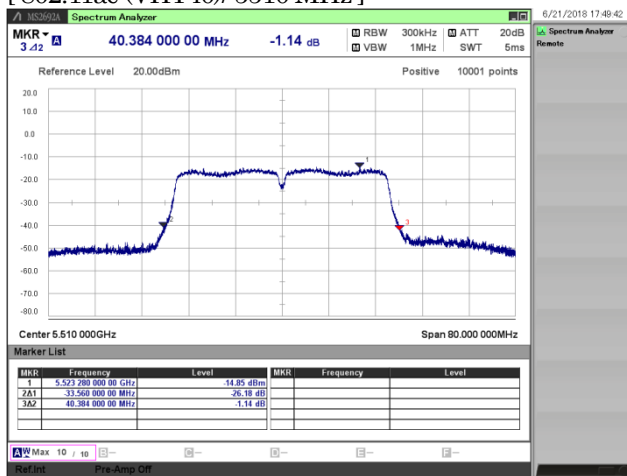 [ 802.11ac (VHT40)/ 5510 MHz ]
MS2692A Spectrum Analyzer
6/21/2018 17:49:42
MKR 3Δ2 A 40.384 000 00 MHz -1.14 dB
M RBW 300kHz M ATT 20dB
M VBW 1MHz SWT 5ms
Spectrum Analyzer
Remote
Reference Level 20.00dBm Positive 10001 points
20.0
10.0
0.0
-10.0
1
-20.0
-30.0
-40.0
2
3
-50.0
-60.0
-70.0
-80.0
Center 5.510 000GHz Span 80.000 000MHz
Marker List
MKR Frequency Level MKR Frequency Level
1 5.523 280 000 00 GHz -14.85 dBm
2Δ1 -33.560 000 00 MHz -26.18 dB
3Δ2 40.384 000 00 MHz -1.14 dB
A W Max 10 / 10 B— C— D— E— F—
Ref.Int Pre-Amp Off